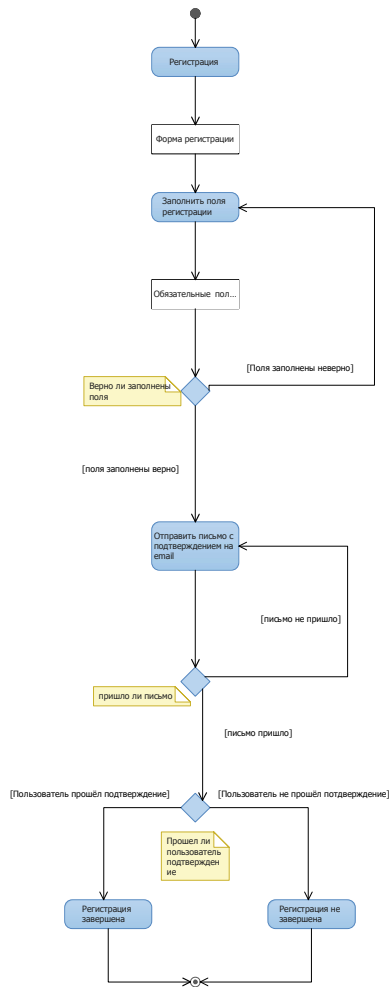 Регистрация
Форма регистрации
Заполнить поля
регистрации
Обязательные пол...
[Поля заполнены неверно]
Верно ли заполнены
поля
[поля заполнены верно]
Отправить письмо с
подтверждением на
email
[письмо не пришло]
пришло ли письмо
[письмо пришло]
[Пользователь прошёл подтверждение]
[Пользователь не прошёл потдверждение]
Прошел ли
пользователь
подтвержден
ие
Регистрация
завершена
Регистрация не
завершена